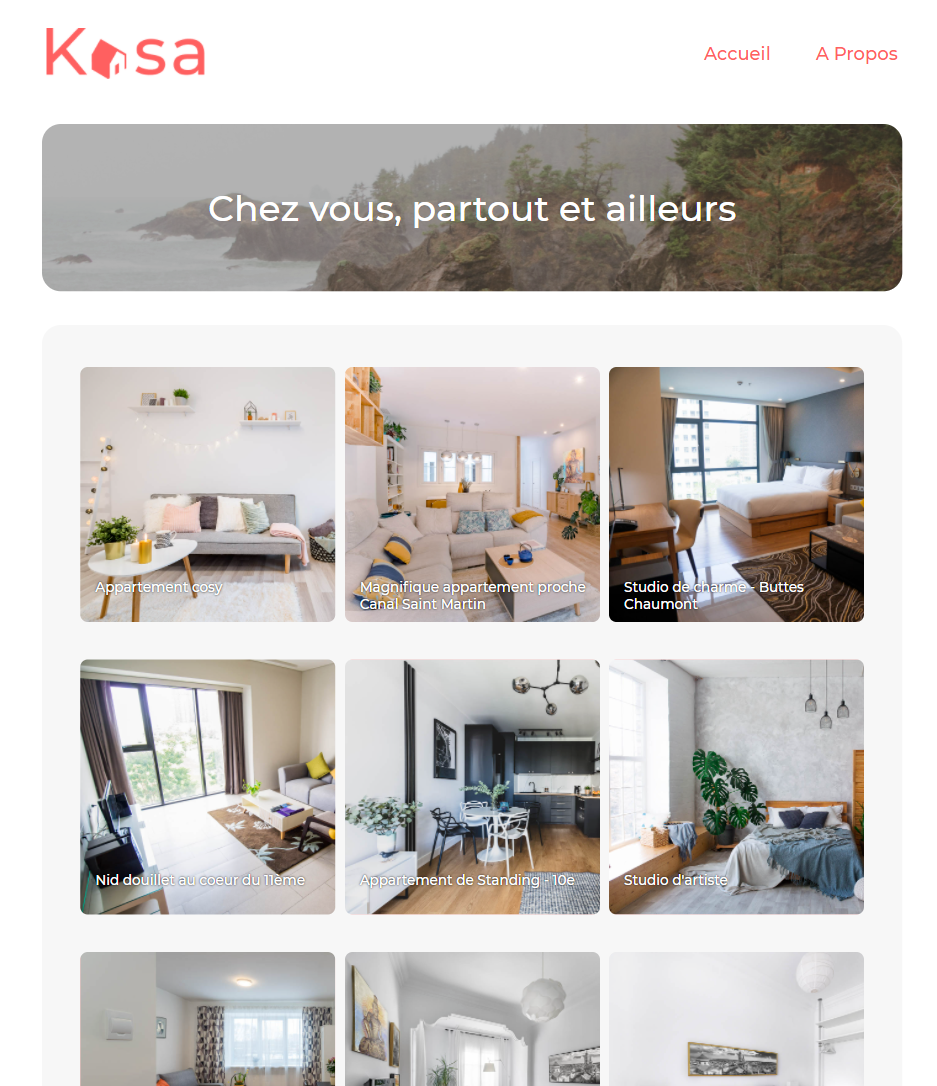 Kasa
Accueil
A Propos
Chez vous, partout et ailleurs
Appartement cosy
Magnifique appartement proche
Canal Saint Martin
Studio de charme - Buttes
Chaumont
Nid douillet au coeur du 11ème
Appartement de Standing - 10e
Studio d'artiste